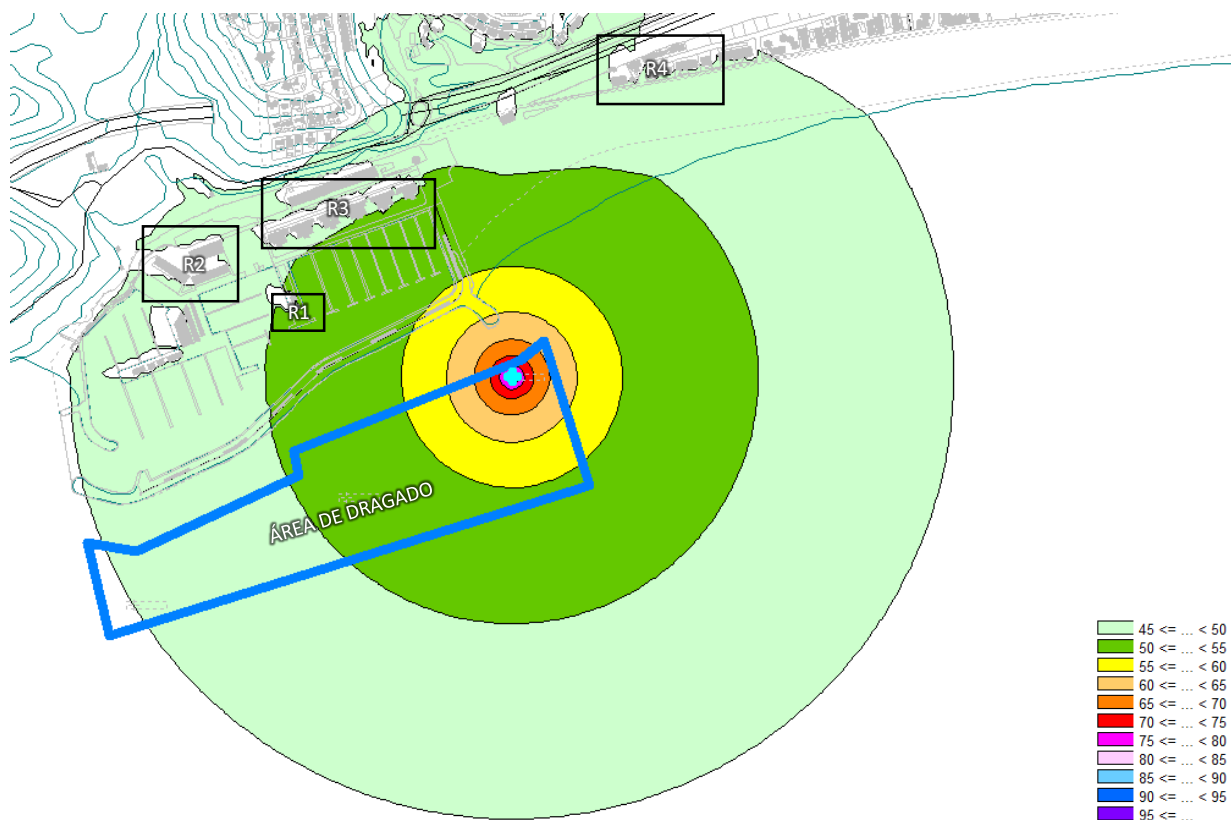 R4
R3
R2
R1
ÁREA DE DRAGADO
45 <= ... < 50
50 <= ... < 55
55 <= ... < 60
60 <= ... < 65
65 <= ... < 70
70 <= ... < 75
75 <= ... < 80
80 <= ... < 85
85 <= ... < 90
90 <= ... < 95
95 <= ...